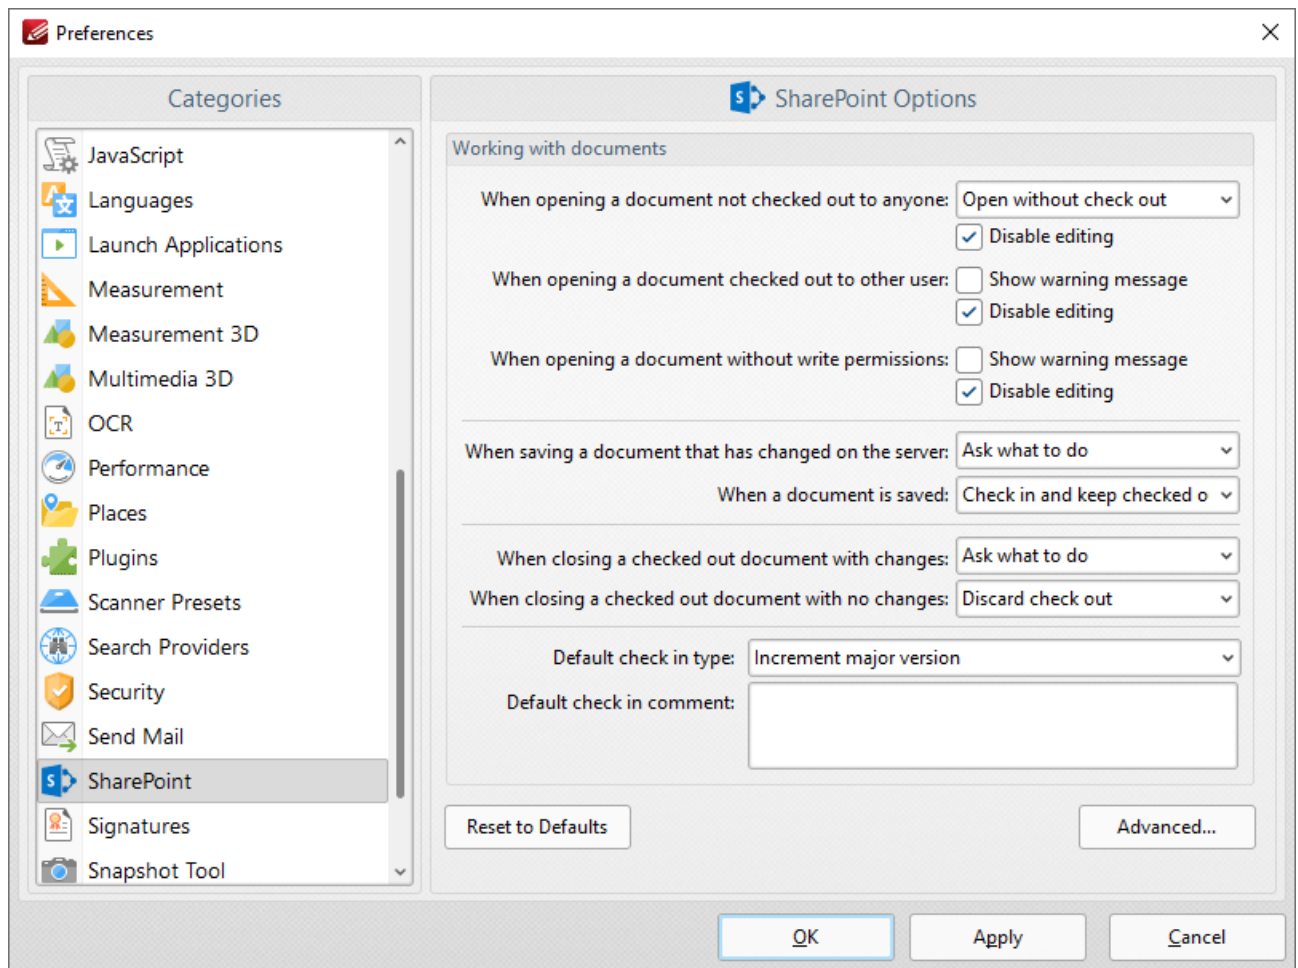 Preferences
Categories
JavaScript
Languages
Launch Applications
Measurement
Measurement 3D
Multimedia 3D
OCR
Performance
Places
Plugins
Scanner Presets
Search Providers
Security
Send Mail
SharePoint
Signatures
Snapshot Tool
SharePoint Options
Working with documents
When opening a document not checked out to anyone: Open without check out
Disable editing
When opening a document checked out to other user: Show warning message
Disable editing
When opening a document without write permissions: Show warning message
Disable editing
When saving a document that has changed on the server: Ask what to do
When a document is saved: Check in and keep checked o
When closing a checked out document with changes: Ask what to do
When closing a checked out document with no changes: Discard check out
Default check in type: Increment major version
Default check in comment:
Reset to Defaults
Advanced...
OK
Apply
Cancel